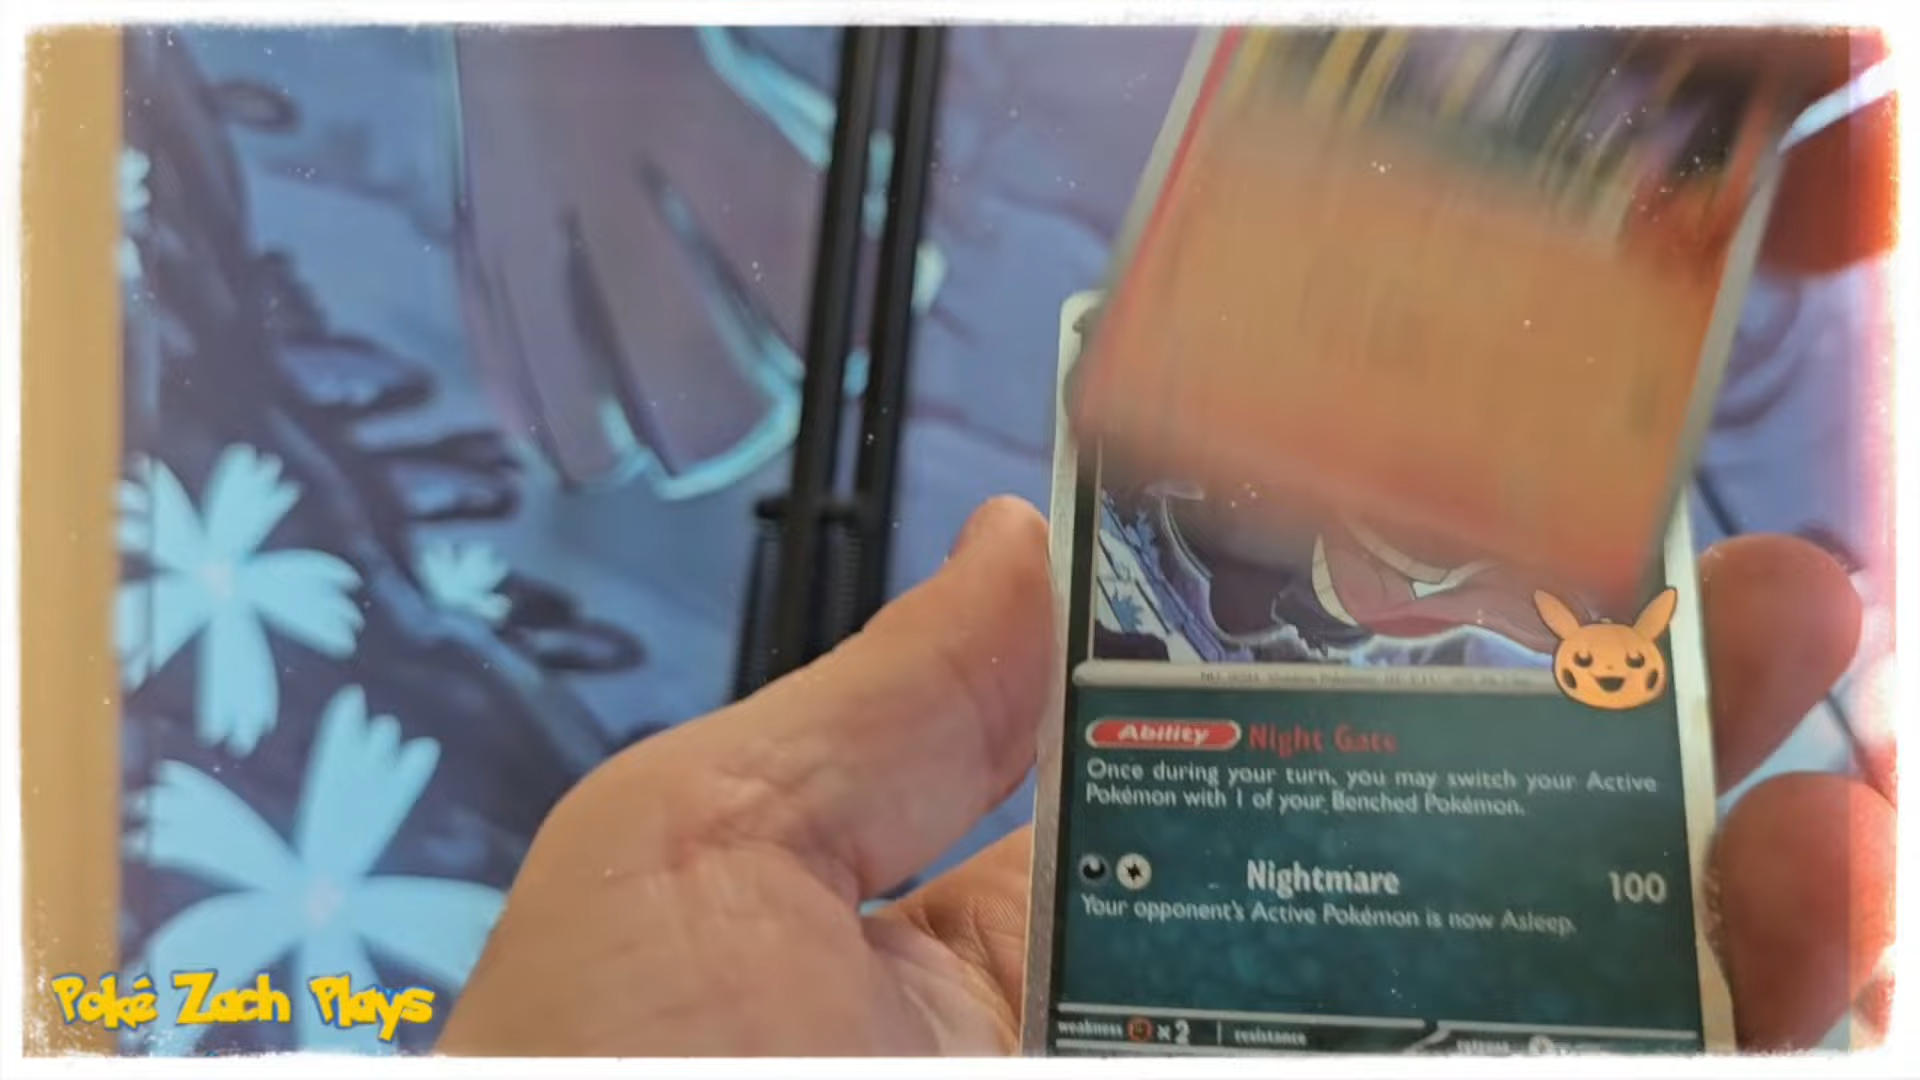 Ability Night Gate
Once during your turn, you may switch your Active
Pokémon with 1 of your Benched Pokémon.
Nightmare 100
Your opponent's Active Pokémon is now Asleep.
weakness x2 resistance
Poké Zach Plays